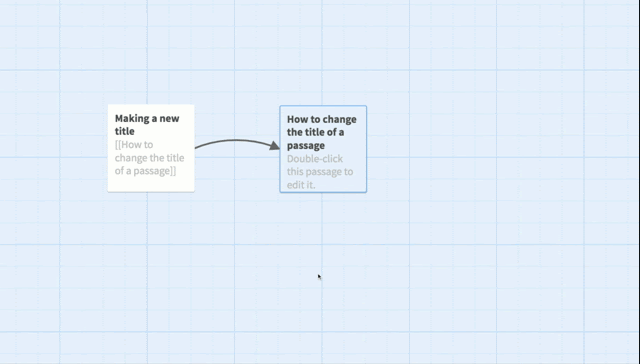 Making a new
title
[[How to
change the title
of a passage]]
How to change
the title of a
passage
Double-click
this passage to
edit it.